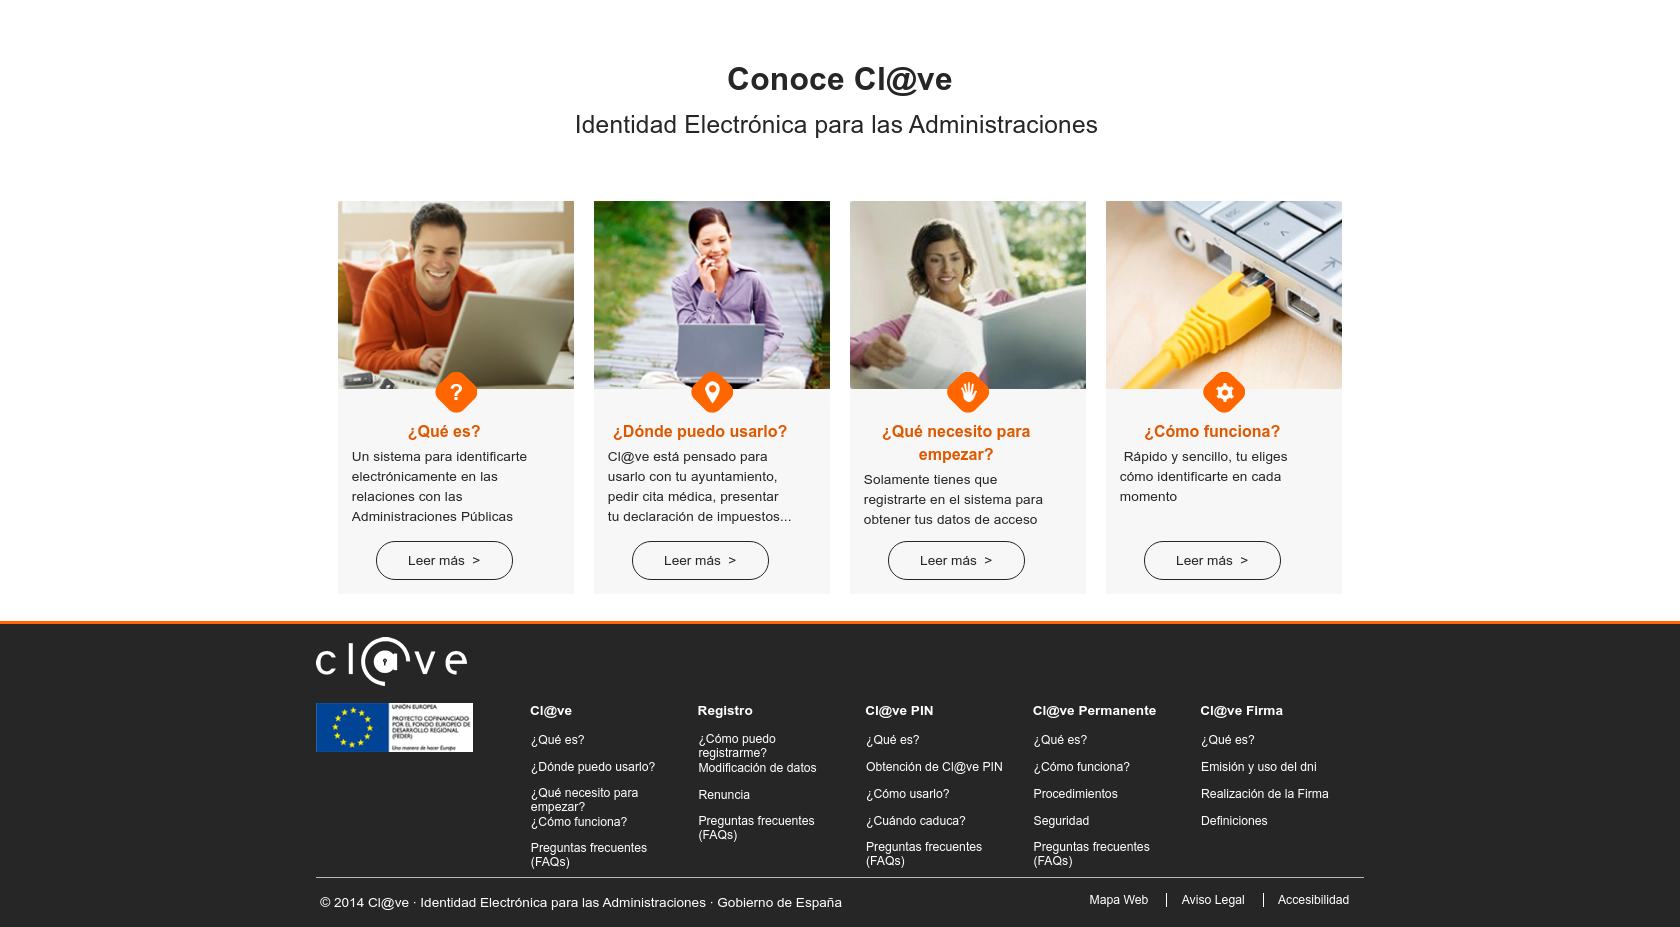 Conoce Cl@ve
Identidad Electrónica para las Administraciones
?
¿Qué es?
Un sistema para identificarte
electrónicamente en las
relaciones con las
Administraciones Públicas
Leer más >
¿Dónde puedo usarlo?
Cl@ve está pensado para
usarlo con tu ayuntamiento,
pedir cita médica, presentar
tu declaración de impuestos...
Leer más >
¿Qué necesito para
empezar?
Solamente tienes que
registrarte en el sistema para
obtener tus datos de acceso
Leer más >
¿Cómo funciona?
Rápido y sencillo, tu eliges
cómo identificarte en cada
momento
Leer más >
cl@ve
UNIÓN EUROPEA
PROYECTO COFINANCIADO
POR EL FONDO EUROPEO DE
DESARROLLO REGIONAL
(FEDER)
Una manera de hacer Europa
Cl@ve
¿Qué es?
¿Dónde puedo usarlo?
¿Qué necesito para
empezar?
¿Cómo funciona?
Preguntas frecuentes
(FAQs)
Registro
¿Cómo puedo
registrarme?
Modificación de datos
Renuncia
Preguntas frecuentes
(FAQs)
Cl@ve PIN
¿Qué es?
Obtención de Cl@ve PIN
¿Cómo usarlo?
¿Cuándo caduca?
Preguntas frecuentes
(FAQs)
Cl@ve Permanente
¿Qué es?
¿Cómo funciona?
Procedimientos
Seguridad
Preguntas frecuentes
(FAQs)
Cl@ve Firma
¿Qué es?
Emisión y uso del dni
Realización de la Firma
Definiciones
© 2014 Cl@ve · Identidad Electrónica para las Administraciones · Gobierno de España
Mapa Web
Aviso Legal
Accesibilidad